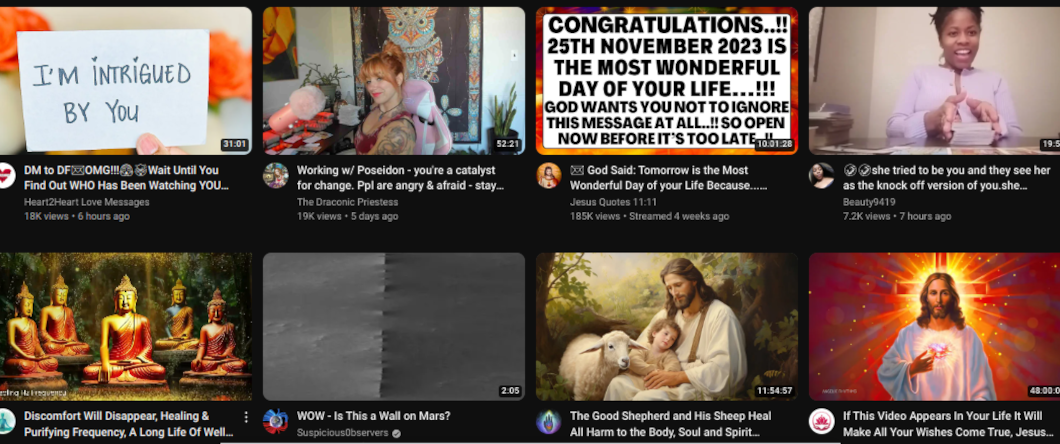 I'M INTRIGUED
BY YOU
31:01
DM to DF✉OMG!!! Wait Until You
Find Out WHO Has Been Watching YOU...
Heart2Heart Love Messages
18K views • 6 hours ago
52:21
Working w/ Poseidon - you're a catalyst
for change. Ppl are angry & afraid - stay...
The Draconic Priestess
19K views • 5 days ago
CONGRATULATIONS..!!
25TH NOVEMBER 2023 IS
THE MOST WONDERFUL
DAY OF YOUR LIFE...!!!
GOD WANTS YOU NOT TO IGNORE
THIS MESSAGE AT ALL..!! SO OPEN
NOW BEFORE IT'S TOO LATE..!!
10:01:28
✉ God Said: Tomorrow is the Most
Wonderful Day of your Life Because......
Jesus Quotes 11:11
185K views • Streamed 4 weeks ago
19:5
she tried to be you and they see her
as the knock off version of you.she...
Beauty9419
7.2K views • 7 hours ago
Discomfort Will Disappear, Healing &
Purifying Frequency, A Long Life Of Well...
2:05
WOW - Is This a Wall on Mars?
Suspicious0bservers
11:54:57
The Good Shepherd and His Sheep Heal
All Harm to the Body, Soul and Spirit...
48:00:0
If This Video Appears In Your Life It Will
Make All Your Wishes Come True, Jesus...